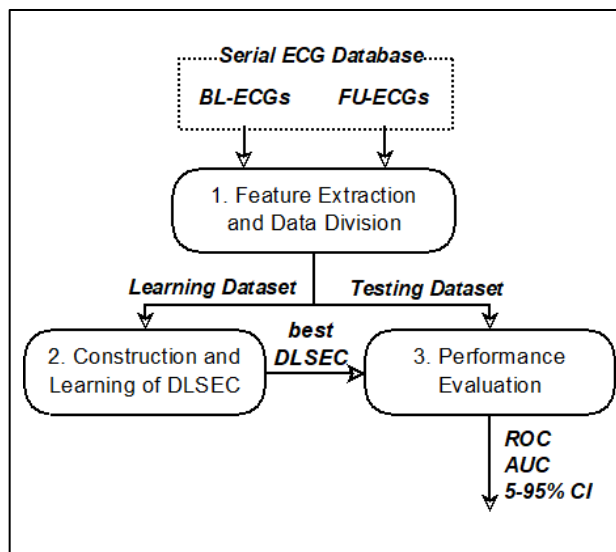 Serial ECG Database
BL-ECGs FU-ECGs
1. Feature Extraction
and Data Division
Learning Dataset Testing Dataset
2. Construction and
Learning of DLSEC
best
DLSEC
3. Performance
Evaluation
ROC
AUC
5-95% CI